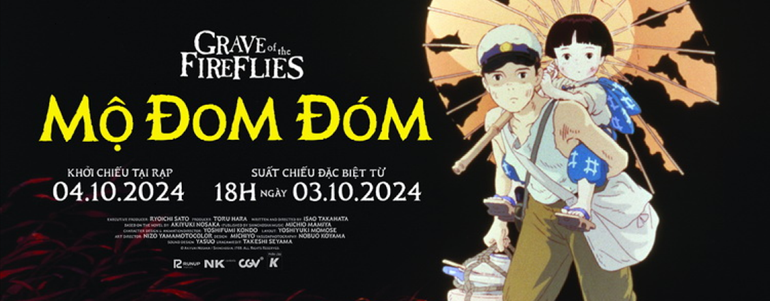 GRAVE of the
FIREFLIES
MỘ ĐOM ĐÓM
KHỞI CHIẾU TẠI RẠP
04.10.2024
SUẤT CHIẾU ĐẶC BIỆT TỪ
18H NGÀY 03.10.2024
EXECUTIVE PRODUCER RYOICHI SATO PRODUCER TORU HARA WRITTEN AND DIRECTED BY ISAO TAKAHATA
BASED ON THE NOVEL BY AKIYUKI NOSAKA MICHIO MAMIYA
YOSHIFUMI KONDO LAYOUT YOSHIYUKI MOMOSE
ART DIRECTOR NIZO YAMAMOTO MICHIYO NOBUO KOYAMA
SOUND DESIGN YASUO TAKESHI SEYAMA
RUNUP NK CGV K